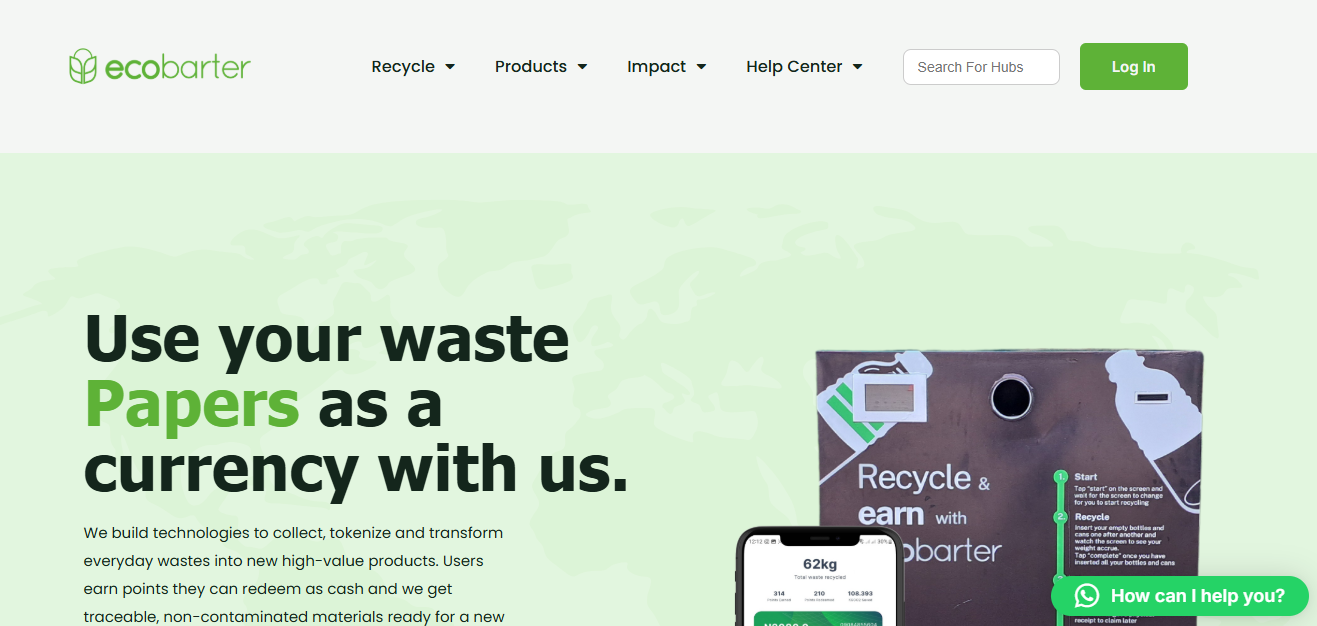 ecobarter
Recycle
Products
Impact
Help Center
Search For Hubs
Log In
Use your waste
Papers as a
currency with us.
We build technologies to collect, tokenize and transform
everyday wastes into new high-value products. Users
earn points they can redeem as cash and we get
traceable, non-contaminated materials ready for a new
Recycle &
earn with
obarter
1. Start
Tap "start" on the screen and
wait for the screen to change
for you to start recycling
2. Recycle
Insert your empty bottles and
cans one after another and
watch the screen to see your
weight accrue.
Tap "complete" once you have
inserted all your bottles and cans
receipt to claim later
12:12
30%
62kg
Total waste recycled
314
210
108.393
Points Earned
How can I help you?